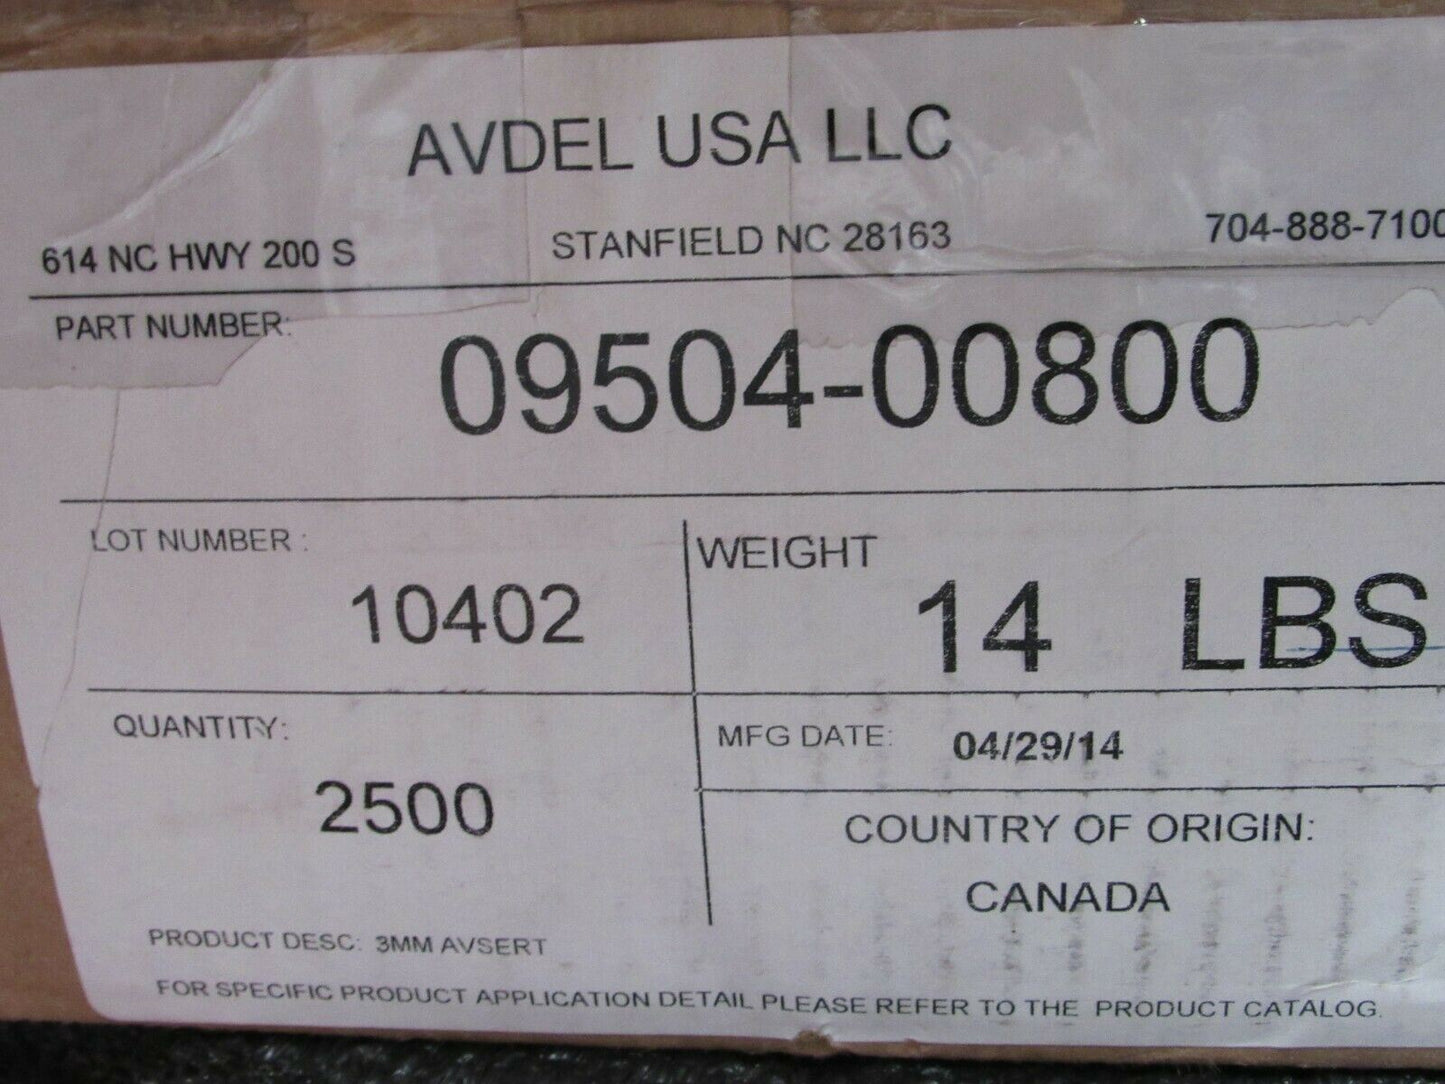 AVDEL USA LLC
614 NC HWY 200 S STANFIELD NC 28163 704-888-7100
PART NUMBER:
09504-00800
LOT NUMBER :
10402
WEIGHT
14 LBS
QUANTITY:
2500
MFG DATE: 04/29/14
COUNTRY OF ORIGIN:
CANADA
PRODUCT DESC: 3MM AVSERT
FOR SPECIFIC PRODUCT APPLICATION DETAIL PLEASE REFER TO THE PRODUCT CATALOG.